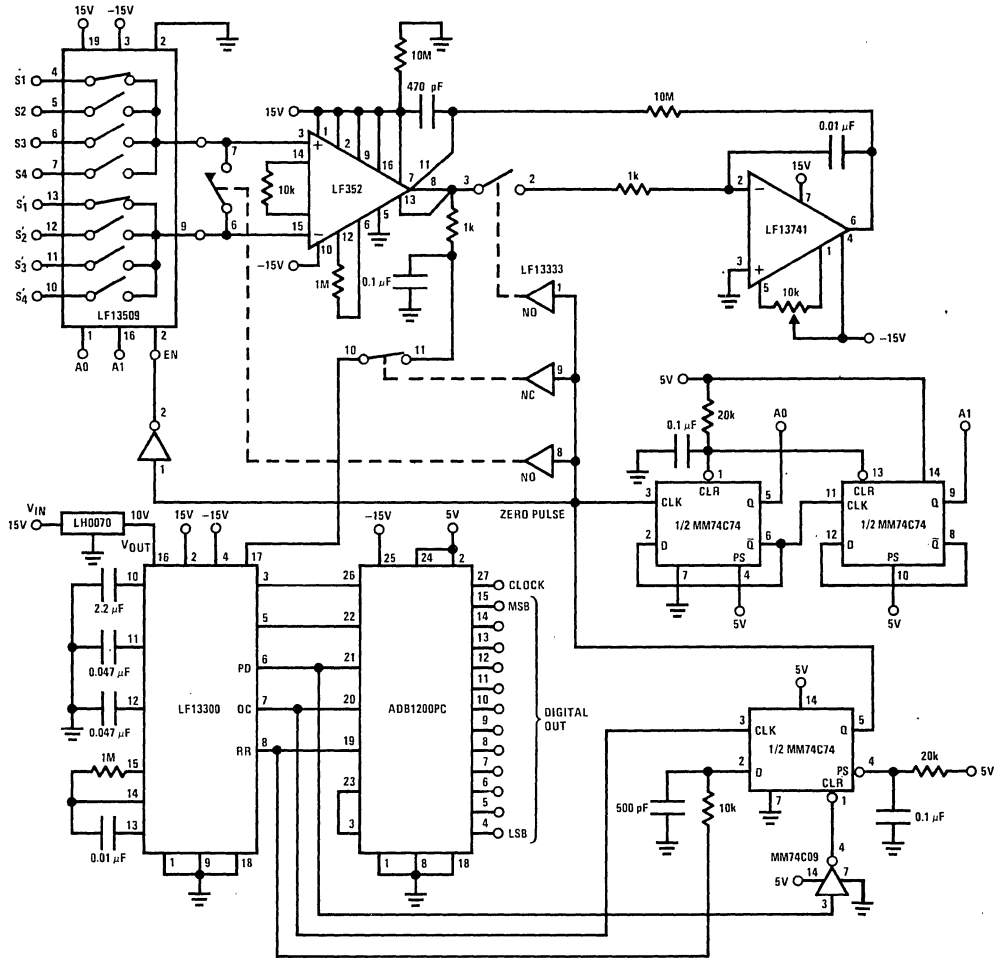 15V -15V
19 3 2
S1 4
S2 5
S3 6
S4 7
S'1 13
S'2 12
S'3 11
S'4 10
LF13509
1 16 2
A0 A1 EN
9
7
6
10M
470 pF
15V
3 + 1 2 9 16 7 11
14
10k
LF352
8
13
15 −
10 12 6 5
-15V
1M
0.1 µF
1k
3 2
1k
10M
0.01 µF
15V
2 −
7
LF13741
6
4
3 +
1
5
10k
-15V
LF13333
1
NO
10 11
9
NC
8
NO
2
1
ZERO PULSE
5V
20k
0.1 µF
A0 A1
1
CLR
3 CLK
Q 5
1/2 MM74C74
2 D
Q̅ 6
PS
7 4
5V
13 14
CLR
11 CLK
Q 9
1/2 MM74C74
12 D
Q̅ 8
PS
10
5V
VIN
15V LH0070 10V
VOUT
15V -15V
16 2 4 17
10
2.2 µF
11
0.047 µF
12
0.047 µF
1M
15
14
13
0.01 µF
LF13300
3
5
PD 6
OC 7
RR 8
1 9 18
-15V 5V
25 24 2
26
22
21
20
19
23
3
ADB1200PC
1 8 18
27 CLOCK
15 MSB
14
13
12
11
10
9
8
7
6
5
4 LSB
DIGITAL
OUT
5V
14
3 CLK
Q 5
1/2 MM74C74
2 D
PS 4
CLR
7 1
20k
5V
0.1 µF
500 pF
10k
4
MM74C09
5V 14 7
3